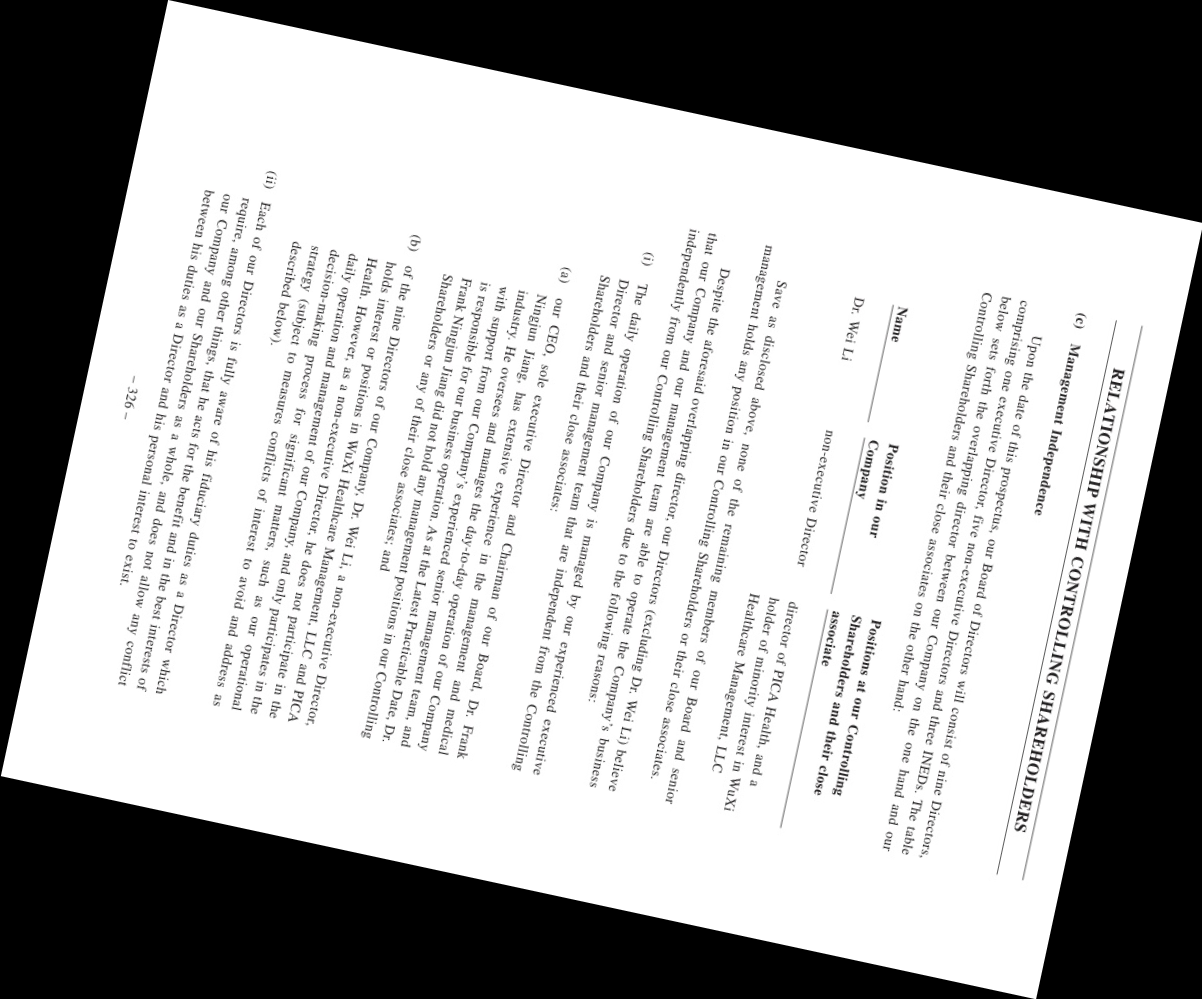 RELATIONSHIP WITH CONTROLLING SHAREHOLDERS
(c) Management Independence
Upon the date of this prospectus, our Board of Directors will consist of nine Directors,
comprising one executive Director, five non-executive Directors and three INEDs. The table
below sets forth the overlapping director between our Company on the one hand and our
Controlling Shareholders and their close associates on the other hand:
Name
Position in our
Company
Positions at our Controlling
Shareholders and their close
associate
Dr. Wei Li
non-executive Director
director of PICA Health, and a
holder of minority interest in WuXi
Healthcare Management, LLC
Save as disclosed above, none of the remaining members of our Board and senior
management holds any position in our Controlling Shareholders or their close associates.
Despite the aforesaid overlapping director, our Directors (excluding Dr. Wei Li) believe
that our Company and our management team are able to operate the Company's business
independently from our Controlling Shareholders due to the following reasons:
(i) The daily operation of our Company is managed by our experienced executive
Director and senior management team that are independent from the Controlling
Shareholders and their close associates:
(a) our CEO, sole executive Director and Chairman of our Board, Dr. Frank
Ningjun Jiang, has extensive experience in the management and medical
industry. He oversees and manages the day-to-day operation of our Company
with support from our Company's experienced senior management team, and
is responsible for our business operation. As at the Latest Practicable Date, Dr.
Frank Ningjun Jiang did not hold any management positions in our Controlling
Shareholders or any of their close associates; and
(b) of the nine Directors of our Company, Dr. Wei Li, a non-executive Director,
holds interest or positions in WuXi Healthcare Management, LLC and PICA
Health. However, as a non-executive Director, he does not participate in the
daily operation and management of our Company, and only participates in the
decision-making process for significant matters, such as our operational
strategy (subject to measures conflicts of interest to avoid and address as
described below).
(ii) Each of our Directors is fully aware of his fiduciary duties as a Director which
require, among other things, that he acts for the benefit and in the best interests of
our Company and our Shareholders as a whole, and does not allow any conflict
between his duties as a Director and his personal interest to exist.
– 326 –